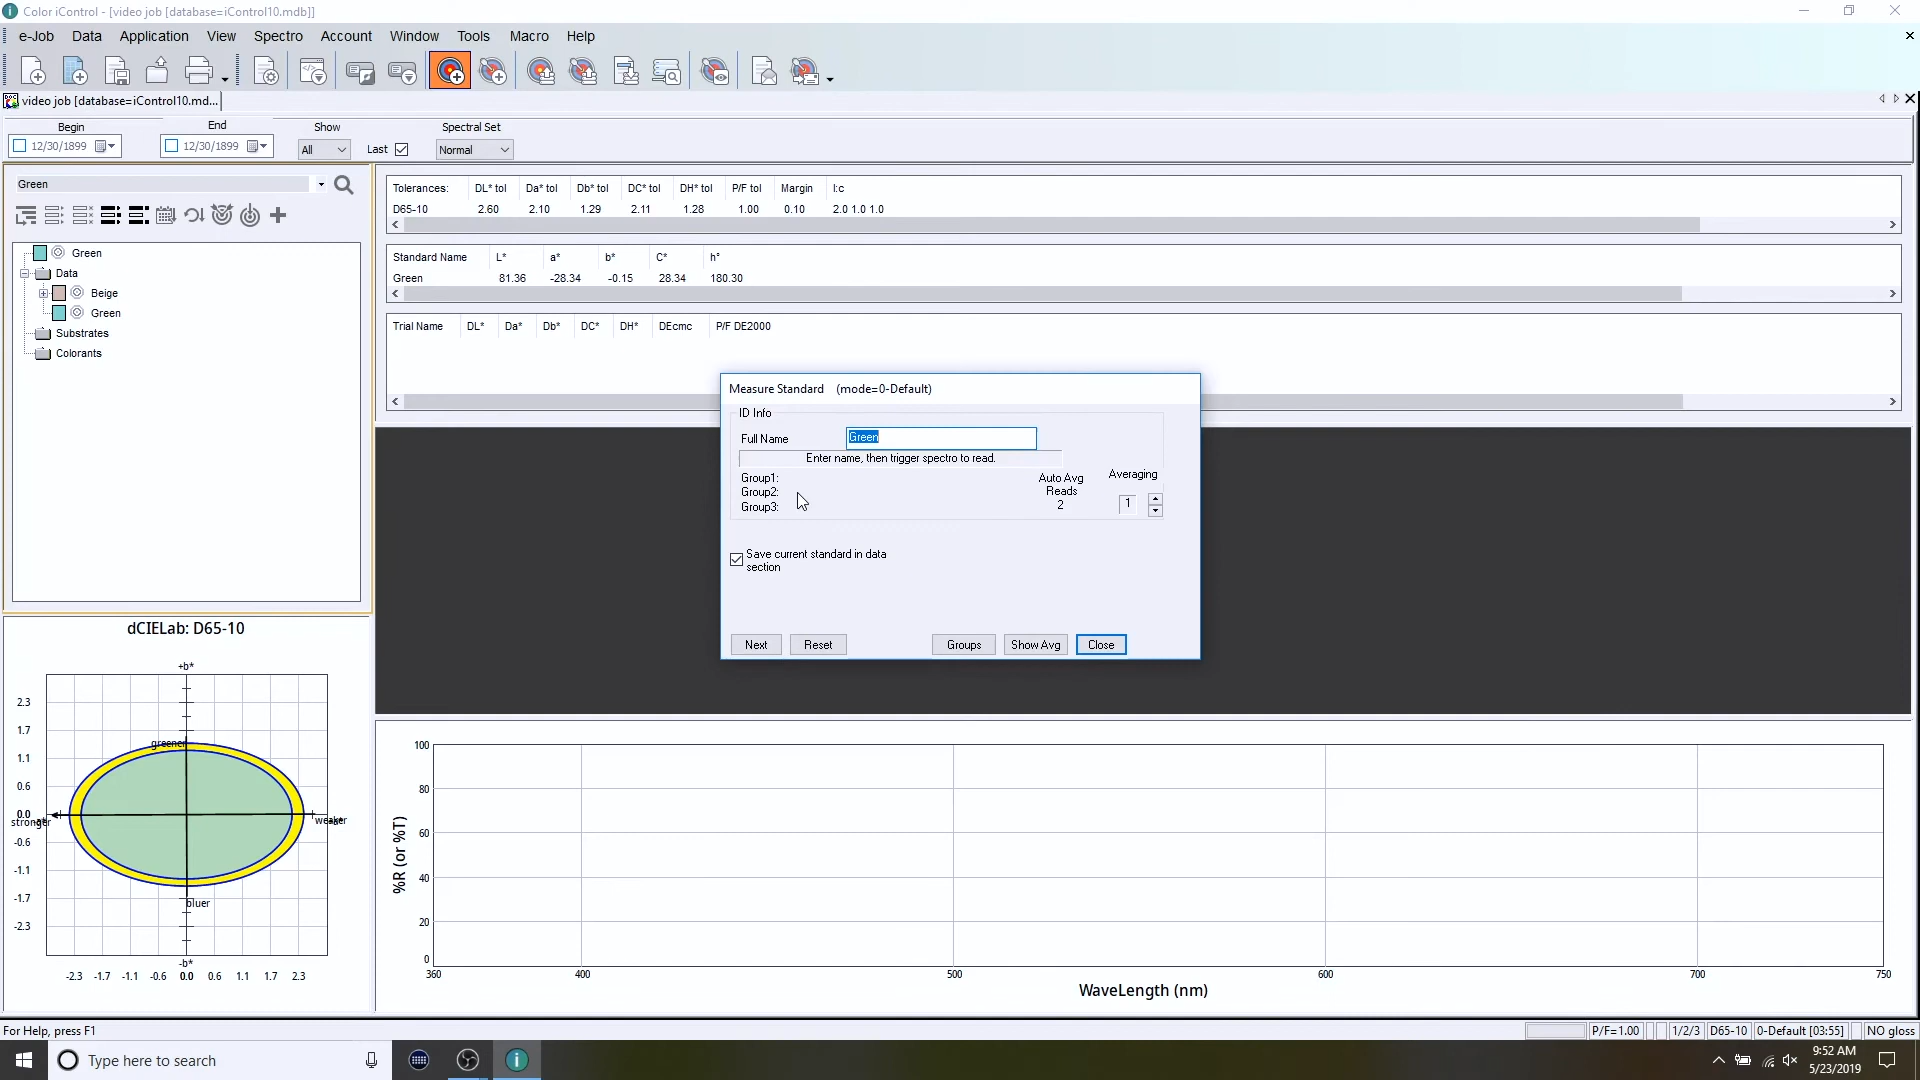 Color iControl - [video job [database=iControl10.mdb]]
e-Job Data Application View Spectro Account Window Tools Macro Help
video job [database=iControl10.md...
Begin End Show Spectral Set
12/30/1899 12/30/1899 All Last Normal
Green
Green
Data
Beige
Green
Substrates
Colorants
Tolerances: DL* tol Da* tol Db* tol DC* tol DH* tol P/F tol Margin l:c
D65-10 2.60 2.10 1.29 2.11 1.28 1.00 0.10 2.0 1.0 1.0
Standard Name L* a* b* C* h°
Green 81.36 -28.34 -0.15 28.34 180.30
Trial Name DL* Da* Db* DC* DH* DEcmc P/F DE2000
Measure Standard (mode=0-Default)
ID Info
Full Name Green
Enter name, then trigger spectro to read.
Group1:
Group2:
Group3:
Auto Avg
Reads
2
Averaging
1
Save current standard in data
section
Next Reset Groups Show Avg Close
dCIELab: D65-10
+b*
2.3
1.7
1.1
0.6
0.0
-0.6
-1.1
-1.7
-2.3
greener
stronger
weaker
bluer
-b*
-2.3 -1.7 -1.1 -0.6 0.0 0.6 1.1 1.7 2.3
%R (or %T)
100
80
60
40
20
0
360 400 500 600 700 750
WaveLength (nm)
For Help, press F1
P/F=1.00 1/2/3 D65-10 0-Default [03:55] NO gloss
Type here to search
9:52 AM
5/23/2019